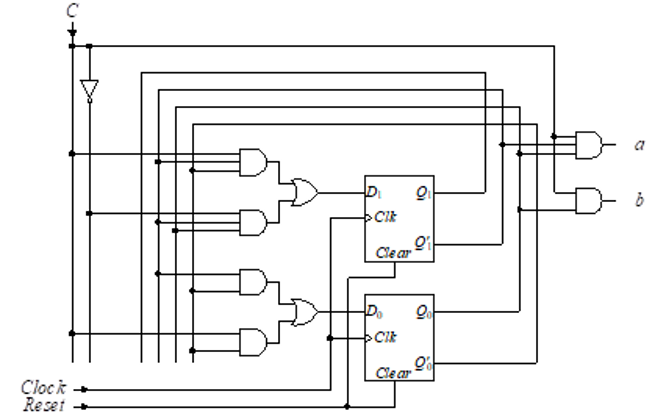 C
a
D₁ Q₁
b
Clk
Q'₁
Clear
D₀ Q₀
Clk
Q'₀
Clear
Clock
Reset